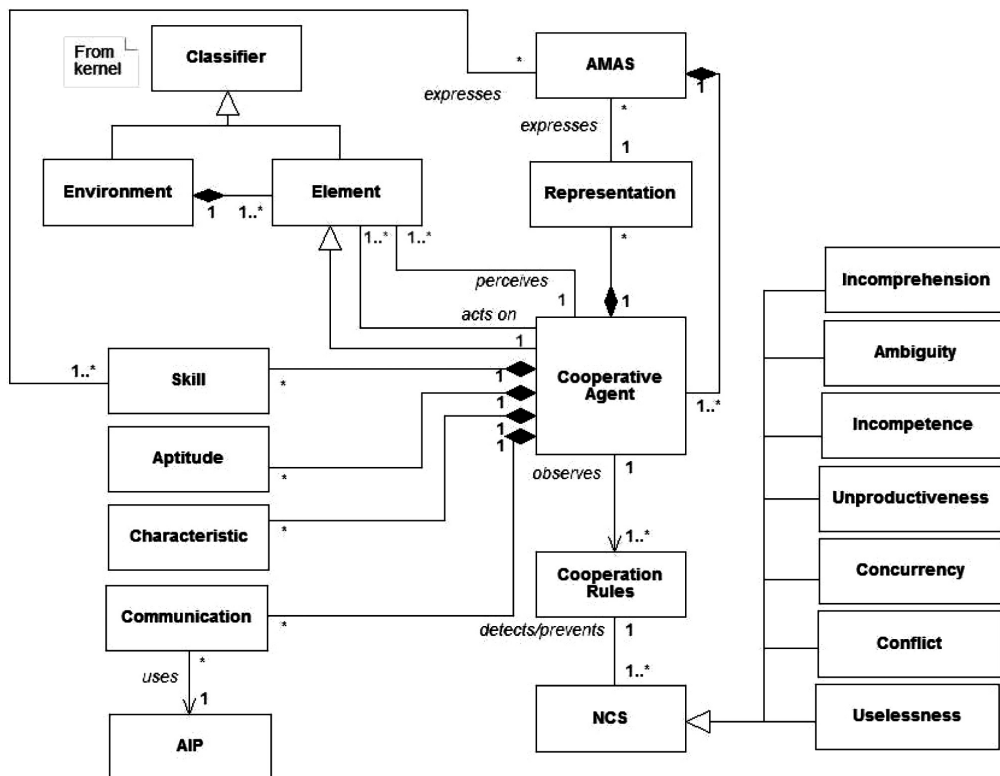 From
kernel
Classifier
*
AMAS
1
expresses
*
expresses
1
Environment
1
1..*
Element
Representation
1..*
1..*
*
perceives
1
1
Incomprehension
acts on
1
Ambiguity
1..*
Skill
*
1
Cooperative
Agent
1..*
1
Incompetence
Aptitude
*
1
1
observes
1
Unproductiveness
Characteristic
*
1..*
Cooperation
Rules
Concurrency
Communication
*
detects/prevents
1
Conflict
uses
*
1
1..*
NCS
Uselessness
AIP